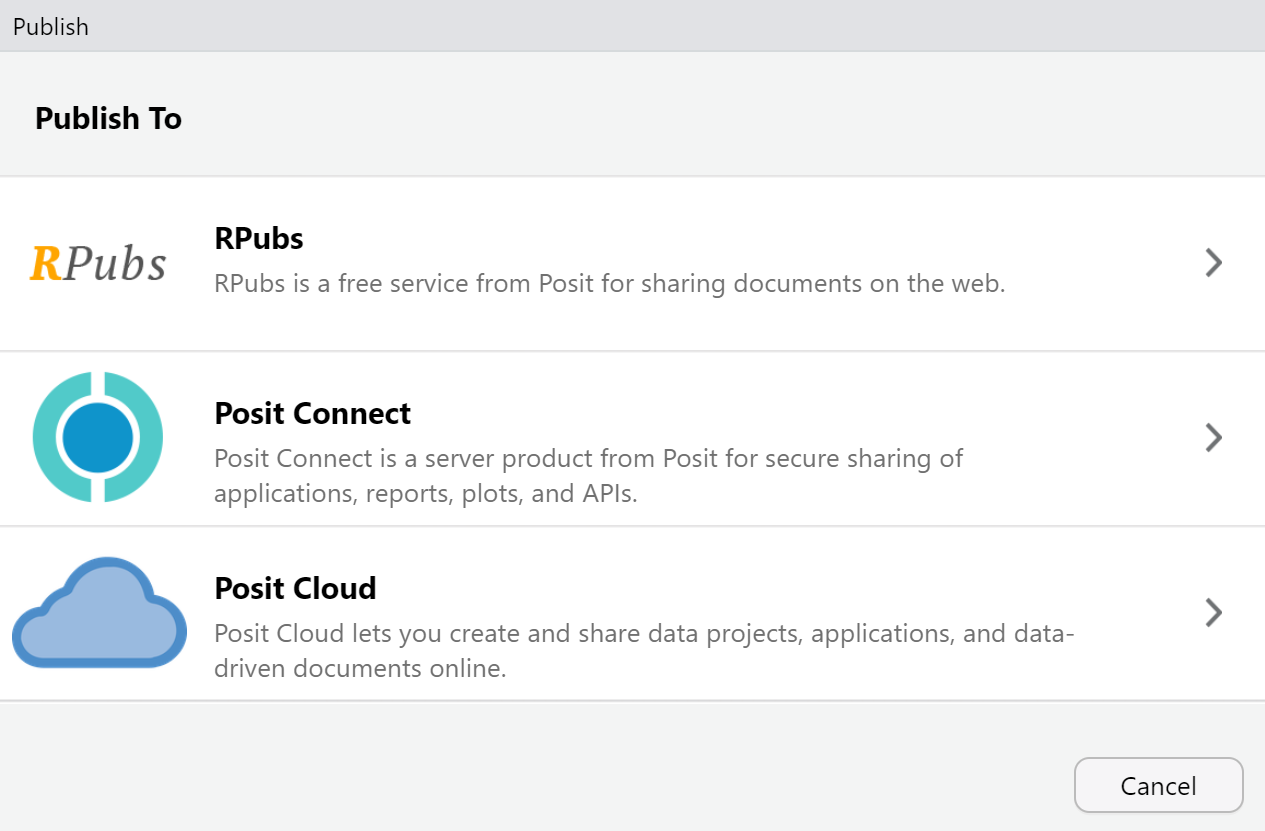 Publish
Publish To
RPubs
RPubs
RPubs is a free service from Posit for sharing documents on the web.
Posit Connect
Posit Connect is a server product from Posit for secure sharing of
applications, reports, plots, and APIs.
Posit Cloud
Posit Cloud lets you create and share data projects, applications, and data-
driven documents online.
Cancel